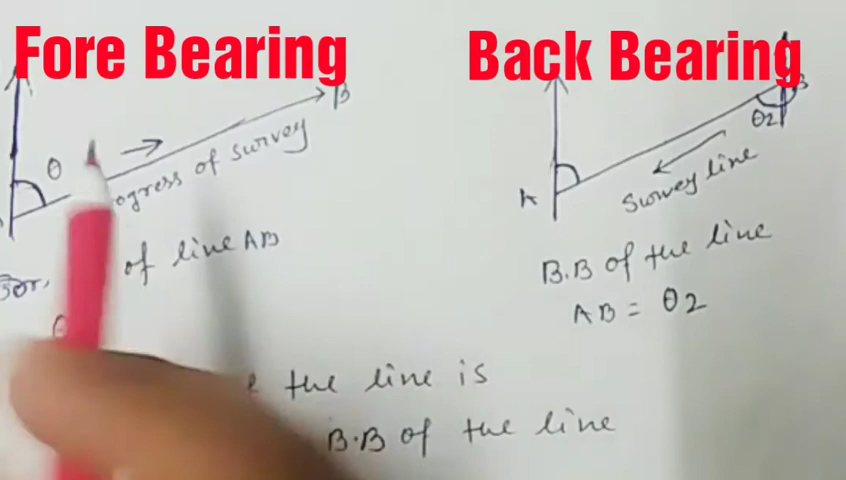 Fore Bearing
Back Bearing
B
θ
of survey
of line AB
θ
A
θ2
Survey line
B.B of the line
AB = θ2
the line is
B.B of the line